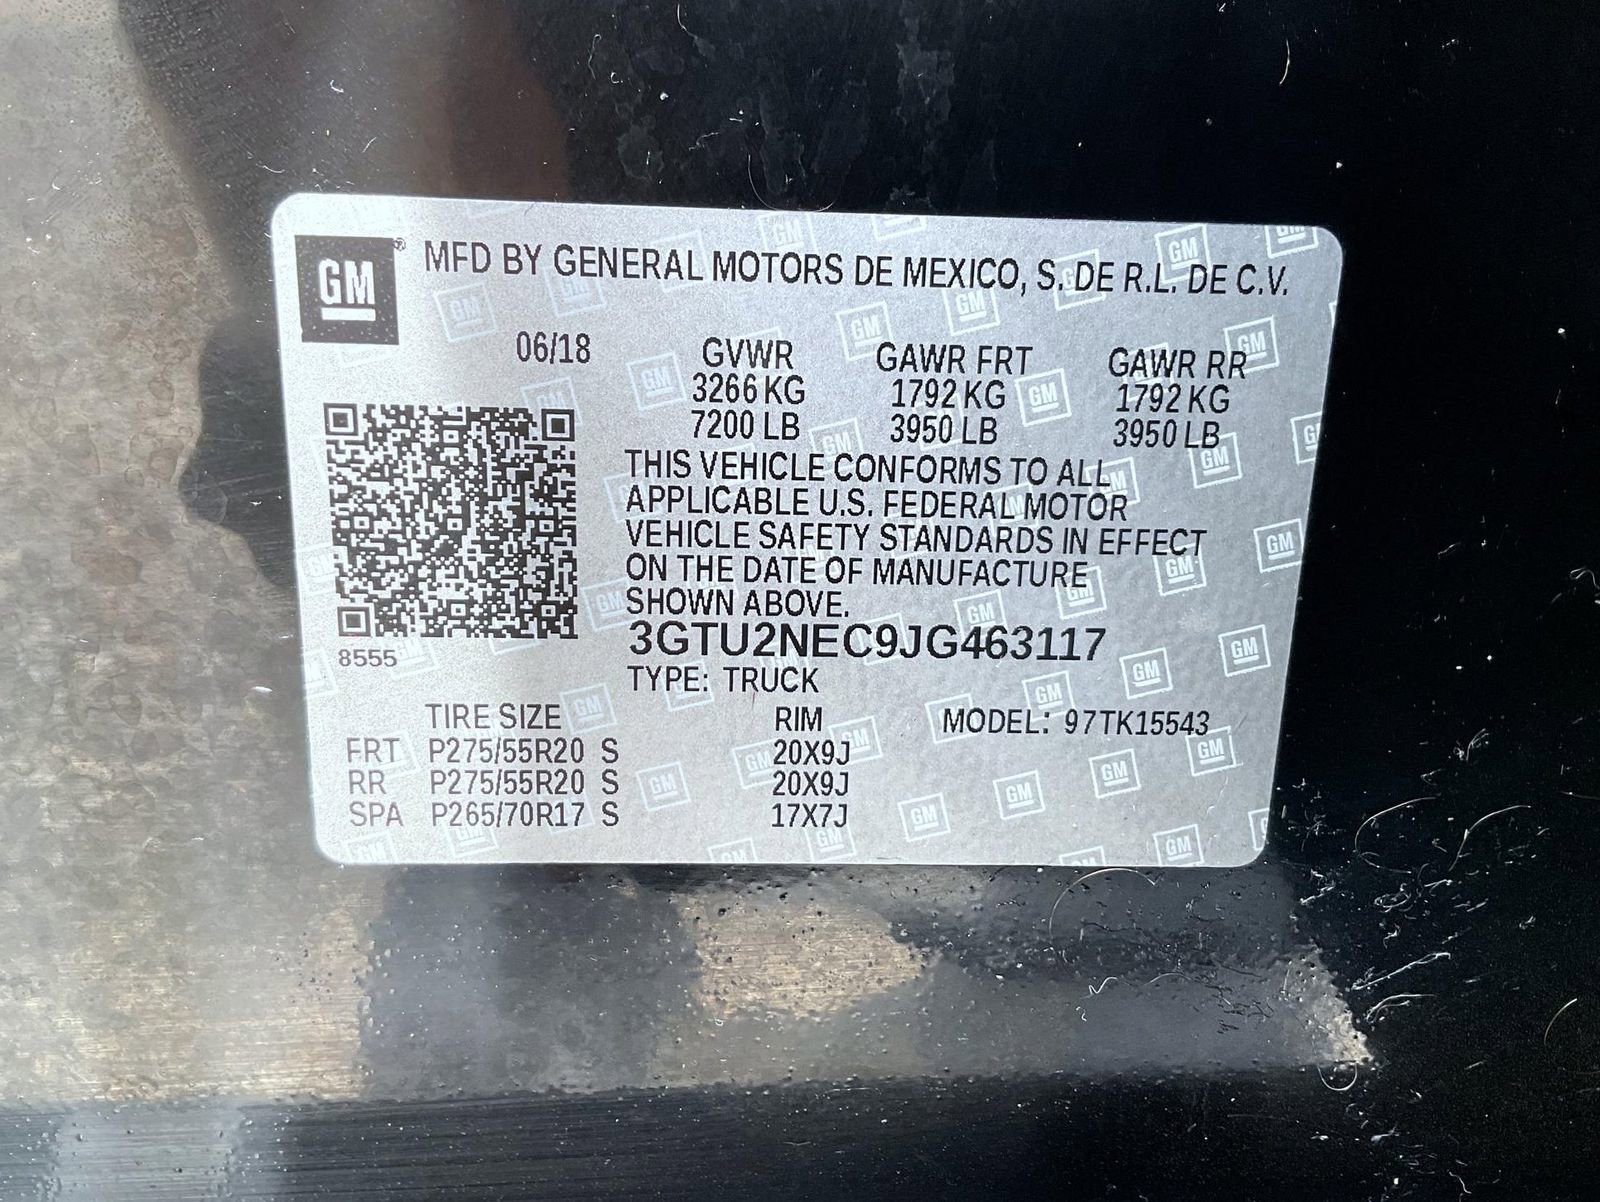 GM®
MFD BY GENERAL MOTORS DE MEXICO, S. DE R.L. DE C.V.
06/18 GVWR GAWR FRT GAWR RR
3266 KG 1792 KG 1792 KG
7200 LB 3950 LB 3950 LB
THIS VEHICLE CONFORMS TO ALL
APPLICABLE U.S. FEDERAL MOTOR
VEHICLE SAFETY STANDARDS IN EFFECT
ON THE DATE OF MANUFACTURE
SHOWN ABOVE.
8555
3GTU2NEC9JG463117
TYPE: TRUCK
TIRE SIZE RIM MODEL: 97TK15543
FRT P275/55R20 S 20X9J
RR P275/55R20 S 20X9J
SPA P265/70R17 S 17X7J